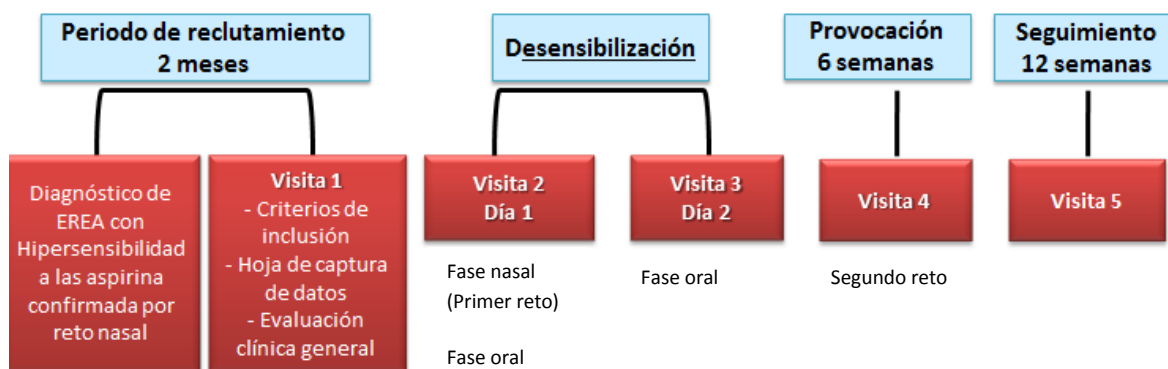 Periodo de reclutamiento
2 meses
Desensibilización
Provocación
6 semanas
Seguimiento
12 semanas
Diagnóstico de
EREA con
Hipersensibilidad
a las aspirina
confirmada por
reto nasal
Visita 1
- Criterios de
inclusión
- Hoja de captura
de datos
- Evaluación
clínica general
Visita 2
Día 1
Visita 3
Día 2
Visita 4
Visita 5
Fase nasal
(Primer reto)
Fase oral
Fase oral
Segundo reto